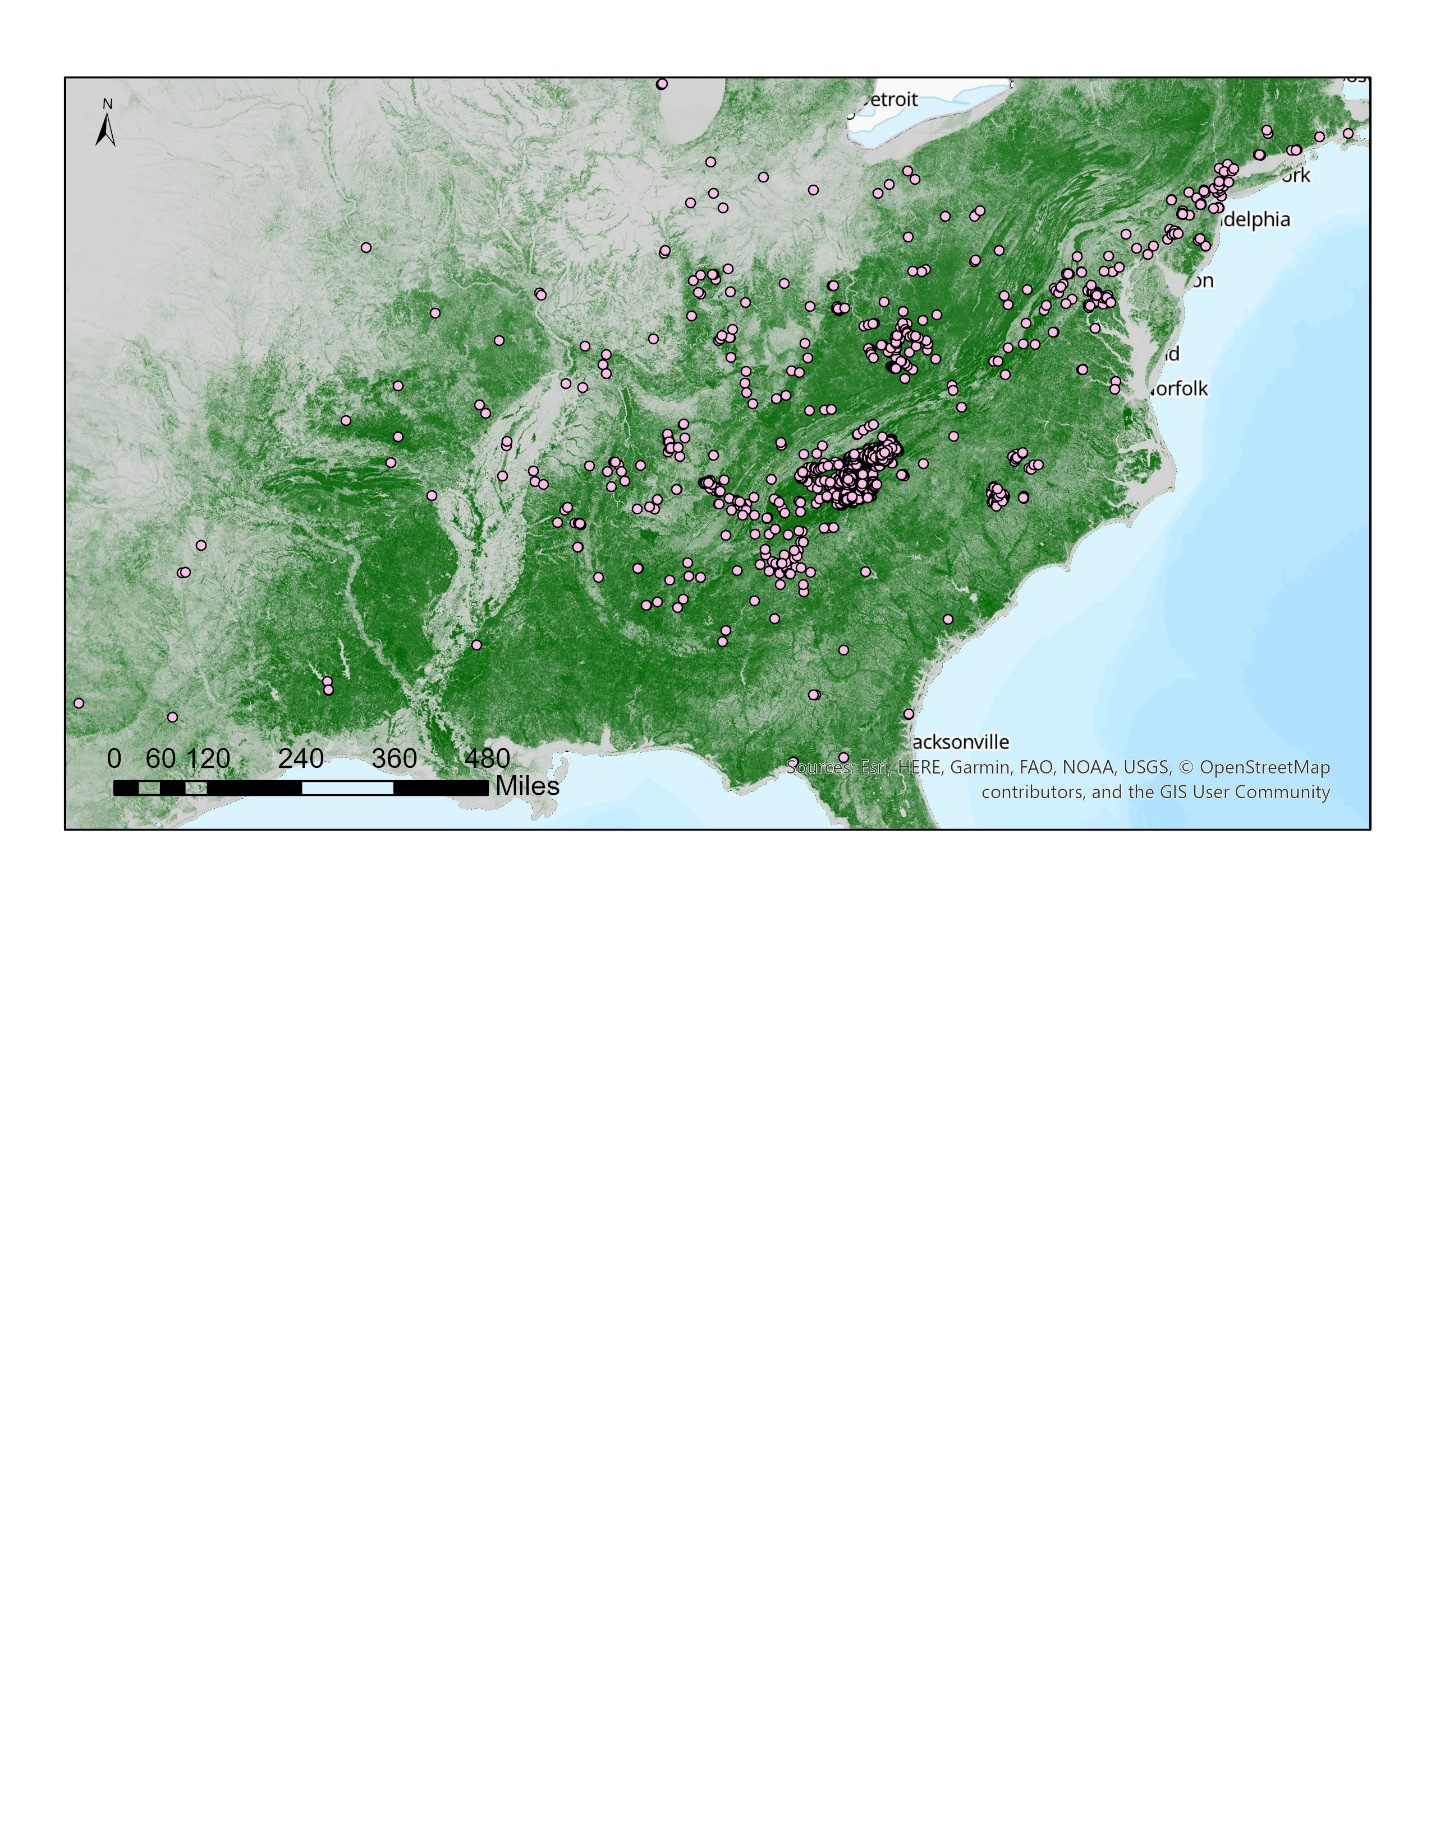 N
etroit
ork
delphia
on
d
orfolk
acksonville
0 60 120 240 360 480
Miles
Sources: Esri, HERE, Garmin, FAO, NOAA, USGS, © OpenStreetMap
contributors, and the GIS User Community